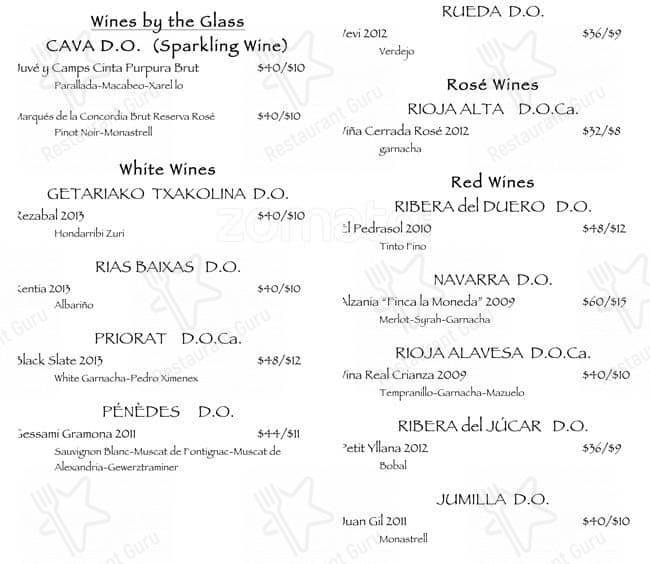 Wines by the Glass
CAVA D.O. (Sparkling Wine)
Juvé y Camps Cinta Purpura Brut $40/$10
Parallada-Macabeo-Xarel lo
Marqués de la Concordia Brut Reserva Rosé $40/$10
Pinot Noir-Monastrell
White Wines
GETARIAKO TXAKOLINA D.O.
Rezabal 2013 $40/$10
Hondarribi Zuri
RIAS BAIXAS D.O.
Kentia 2013 $40/$10
Albariño
PRIORAT D.O.Ca.
Black Slate 2013 $48/$12
White Garnacha-Pedro Ximenex
PÉNÈDES D.O.
Gessami Gramona 2011 $44/$11
Sauvignon Blanc-Muscat de Fontignac-Muscat de
Alexandria-Gewerztraminer
RUEDA D.O.
Vevi 2012 $36/$9
Verdejo
Rosé Wines
RIOJA ALTA D.O.Ca.
Viña Cerrada Rosé 2012 $32/$8
garnacha
Red Wines
RIBERA del DUERO D.O.
El Pedrasol 2010 $48/$12
Tinto Fino
NAVARRA D.O.
Alzania “Finca la Moneda” 2009 $60/$15
Merlot-Syrah-Garnacha
RIOJA ALAVESA D.O.Ca.
Vina Real Crianza 2009 $40/$10
Tempranillo-Garnacha-Mazuelo
RIBERA del JÚCAR D.O.
Petit Yllana 2012 $36/$9
Bobal
JUMILLA D.O.
Juan Gil 2011 $40/$10
Monastrell
zomato
Restaurant Guru